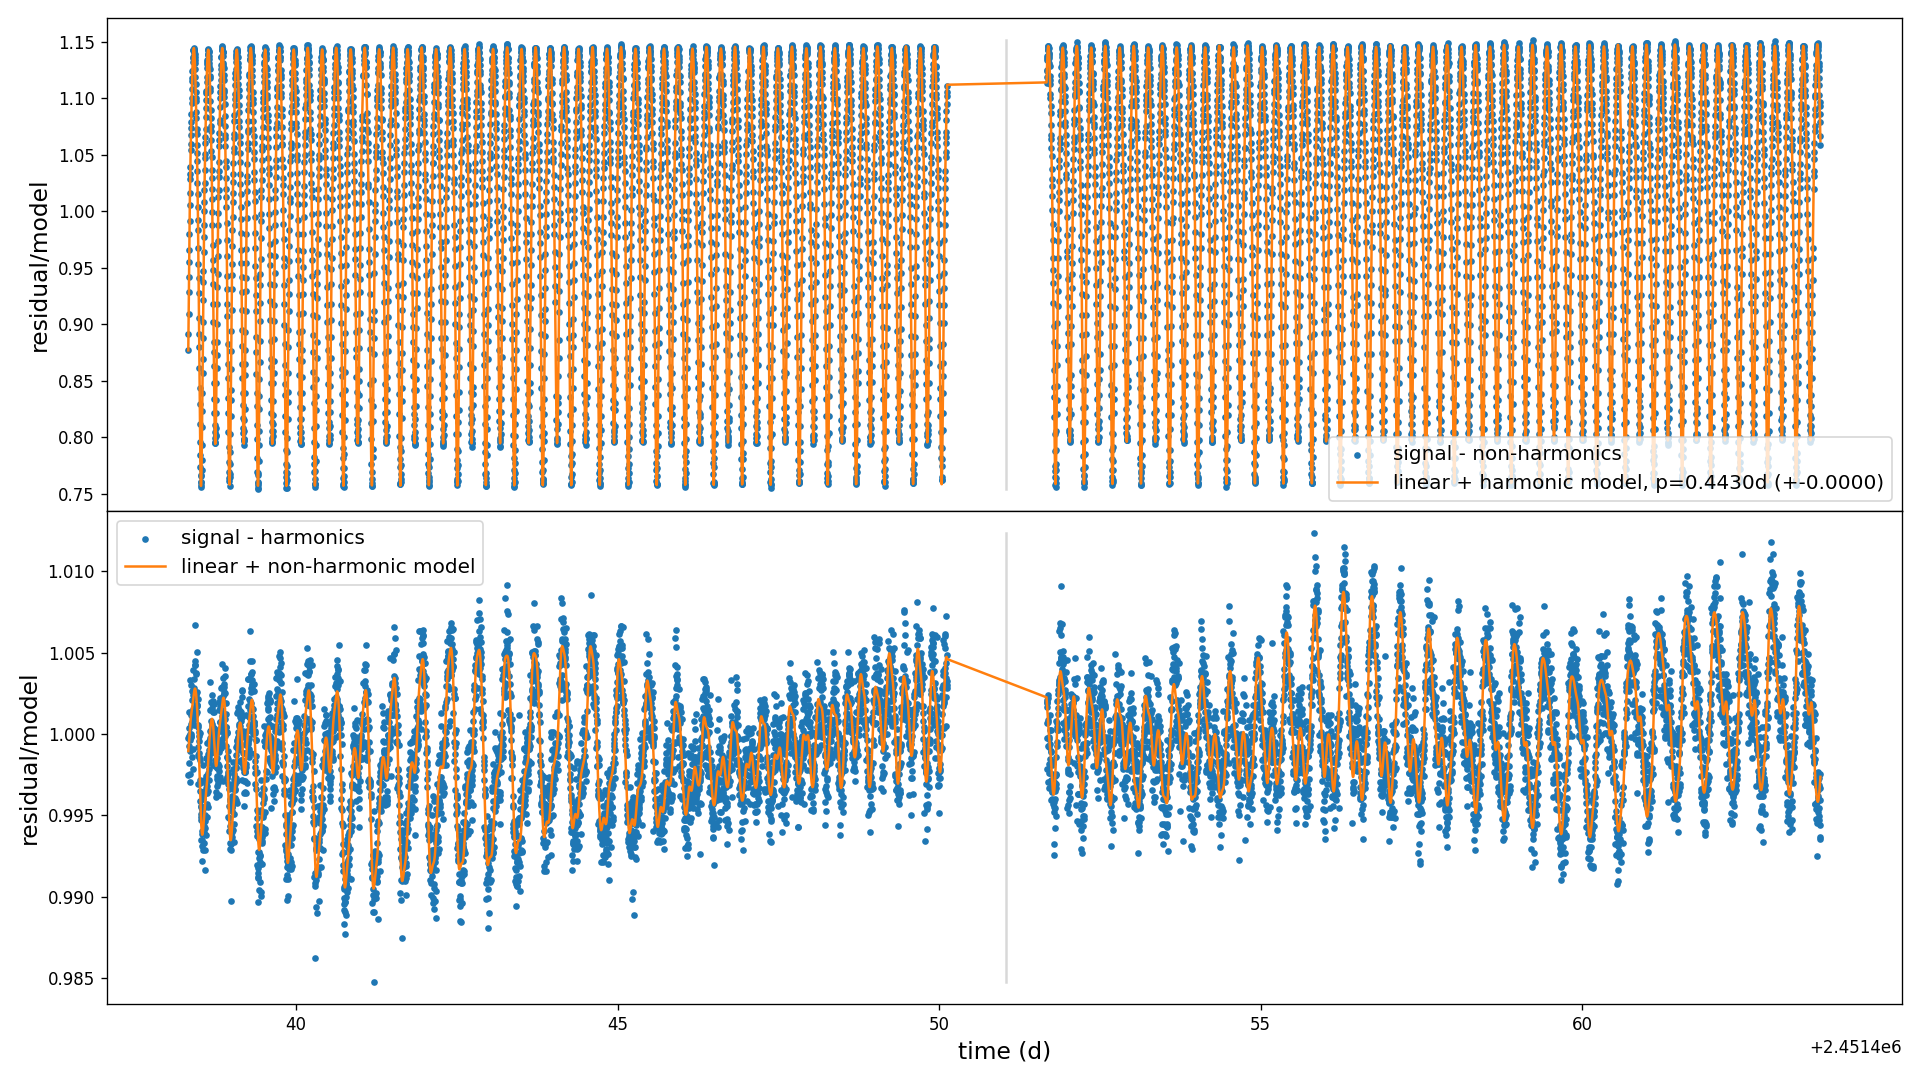 1.15
1.10
1.05
1.00
0.95
0.90
0.85
0.80
0.75
residual/model
signal - non-harmonics
linear + harmonic model, p=0.4430d (+-0.0000)
signal - harmonics
linear + non-harmonic model
1.010
1.005
1.000
0.995
0.990
0.985
residual/model
40
45
50
55
60
time (d)
+2.4514e6